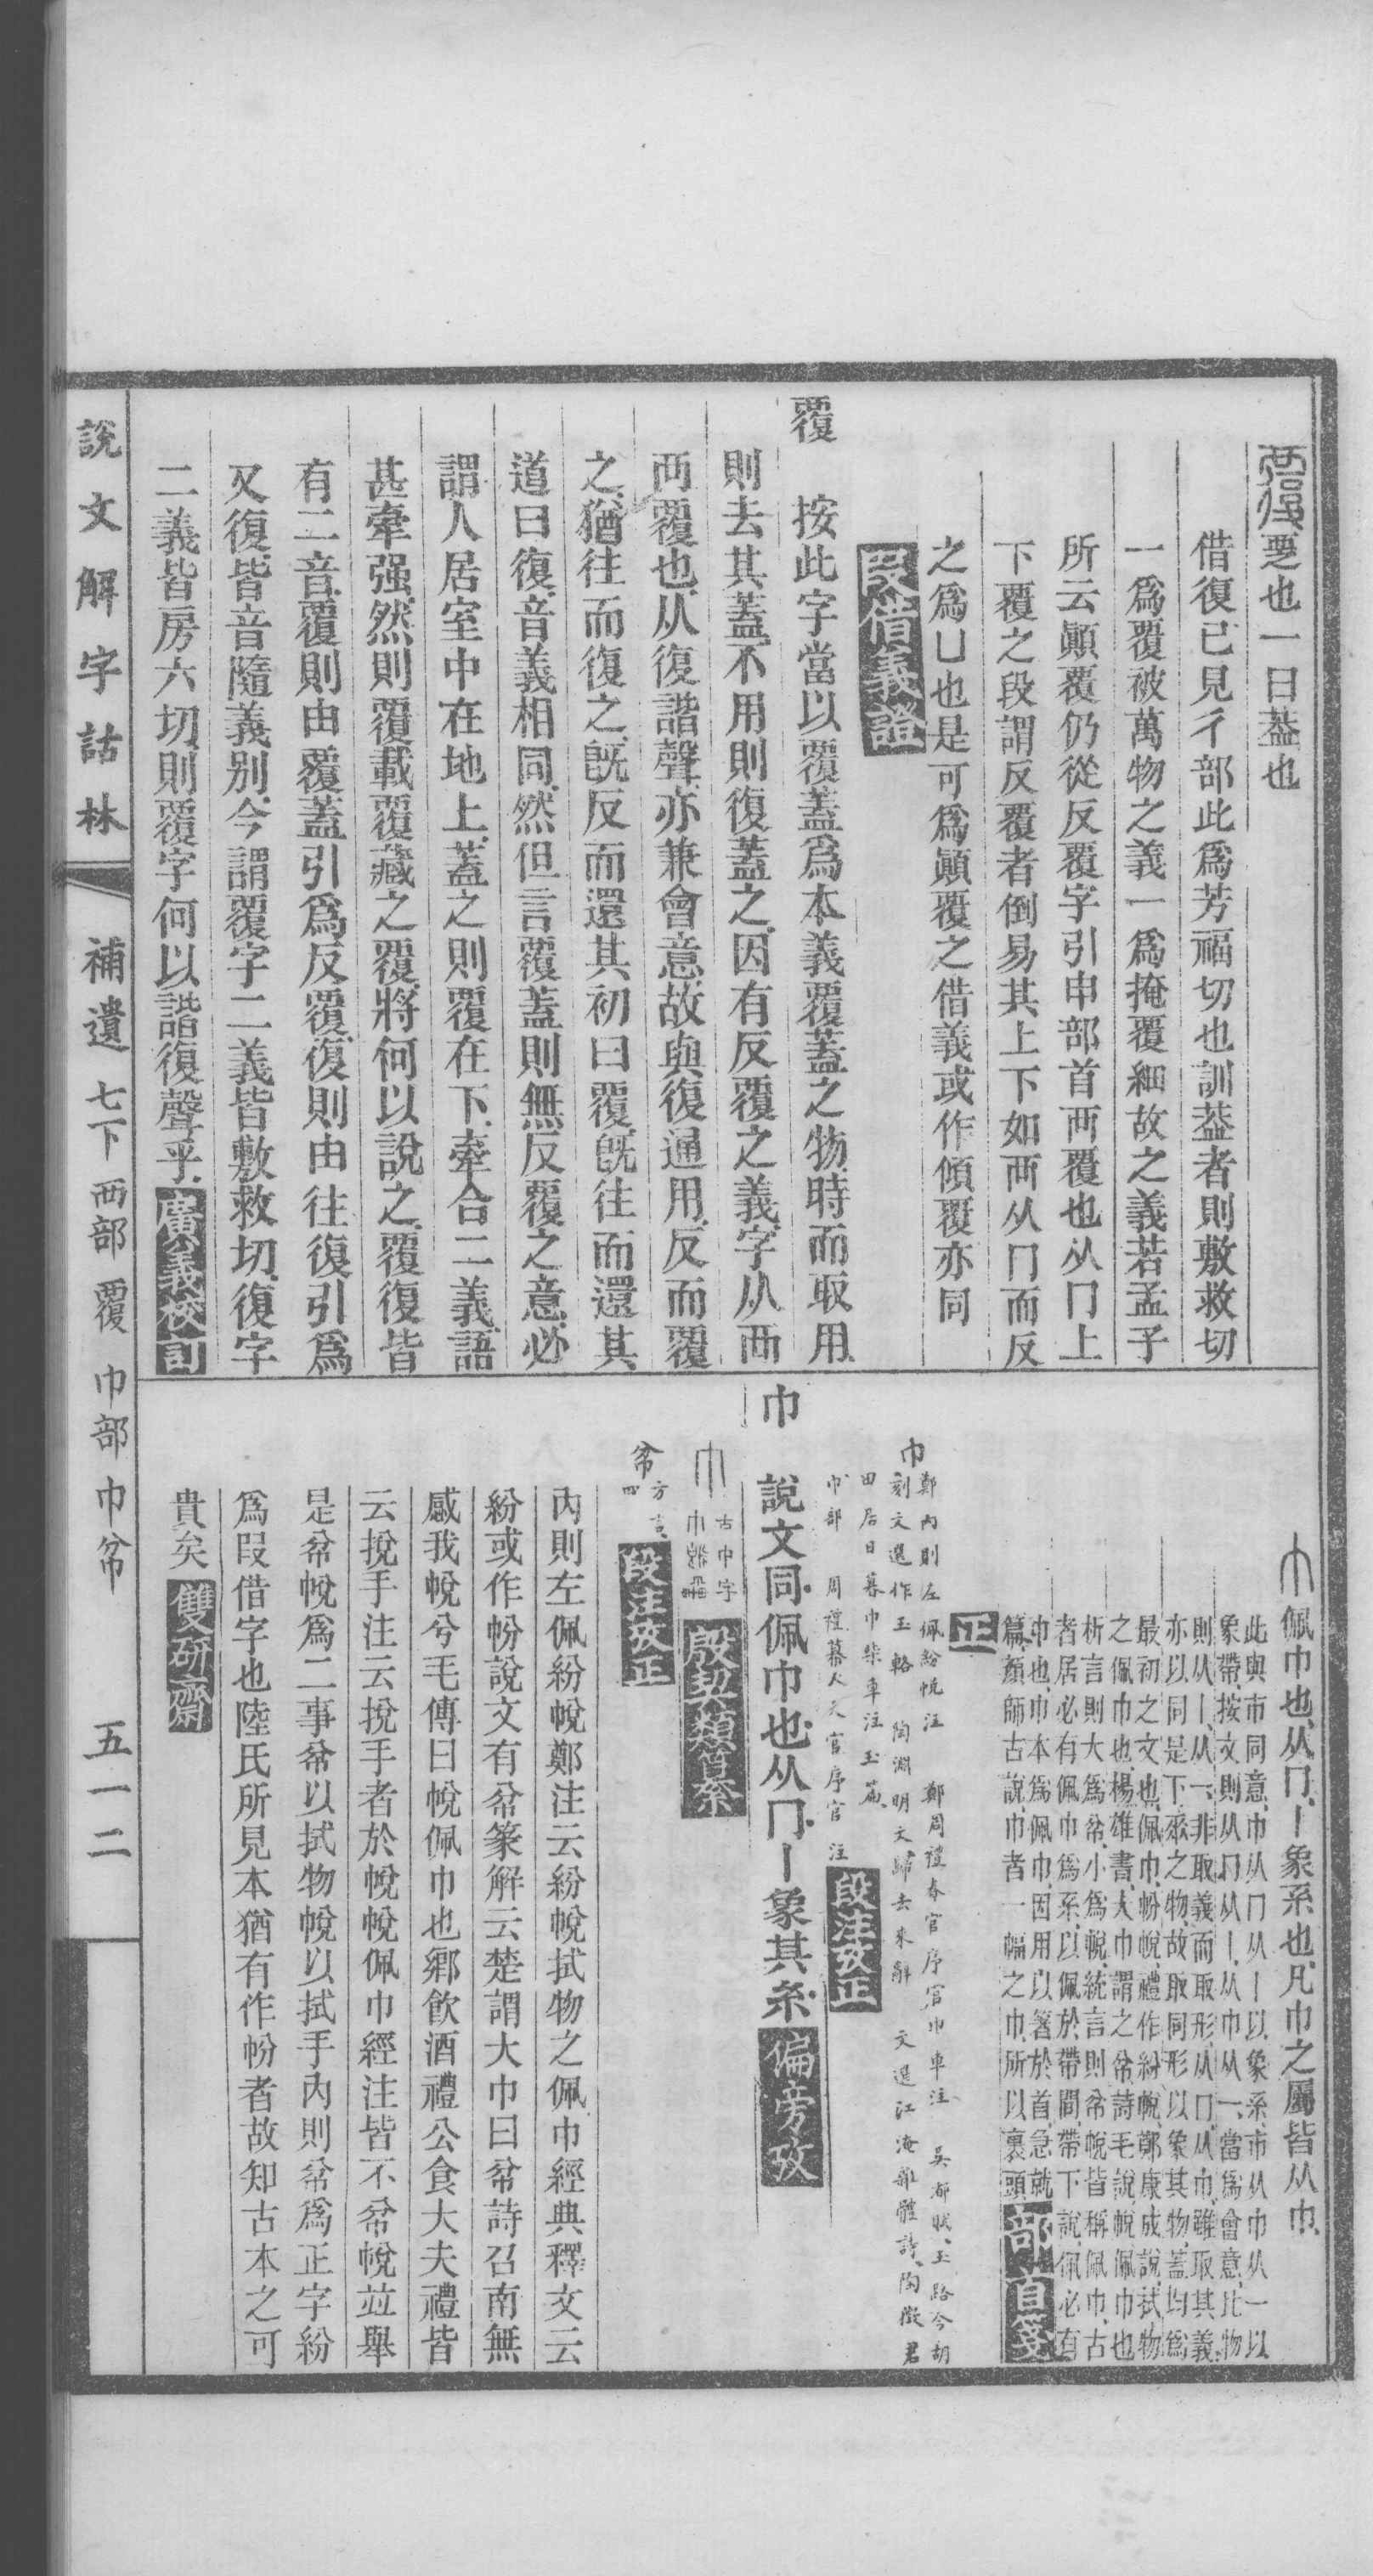 覂也一曰葢也
借復已見彳部此爲芳福切也訓葢者則敷救切
一爲覆被萬物之義一爲掩覆細故之義若孟子
所云顚覆仍從反覆字引申部首襾覆也从冂上
下覆之段謂反覆者倒易其上下如襾从冂而反
之爲凵也是可爲顚覆之借義或作傾覆亦同
叚借義證
覆
按此字當以覆蓋爲本義覆蓋之物時而取用
則去其蓋不用則復蓋之因有反覆之義字从襾
襾覆也从復諧聲亦兼會意故與復通用反而覆
之猶往而復之旣反而還其初曰覆旣往而還其
道曰復音義相同然但言覆蓋則無反覆之意必
謂人居室中在地上蓋之則覆在下牽合二義語
甚牽强然則覆載覆藏之覆將何以說之覆復皆
有二音覆則由覆蓋引爲反覆復則由往復引爲
又復皆音隨義別今謂覆字二義皆敷救切復字
二義皆房六切則覆字何以諧復聲乎廣義校訂
佩巾也从冂丨象系也凡巾之屬皆从巾
此與市同意巾从冂从丨以象系市从巾从一以
象帶按文則从冂从丨从巾从一當爲會意比物
則从丨从一非取義而取形从冂从巾雖取其義
亦以同是下𠂹之物故取同形以象其物蓋均爲
最初之文也佩巾帉帨禮作紛帨鄭康成說拭物
之佩巾也楊雄書大巾謂之帉詩毛說帨佩巾也
析言則大爲帉小爲帨統言則帉帨皆稱佩巾古
者居必有佩巾爲系以佩於帶間帶下說佩必有
巾也巾本爲佩巾因用以著於首急就
篇顏師古說巾者一幅之巾所以裹頭部首箋
正
巾
鄭內則左佩紛帨注 鄭周禮春官序官巾車注 吳都賦玉路今胡
刻文選作玉輅 陶淵明文歸去來辭 文選江淹雜體詩陶徵君
田居日暮巾柴車注玉篇
巾部 周禮幕人天官序官注段注攷正
巾
說文同佩巾也从冂丨象其糸偏旁攷
古巾字
殷契類纂
帉
方言
四
段注攷正
內則左佩紛帨鄭注云紛帨拭物之佩巾經典釋文云
紛或作帉說文有帉篆解云楚謂大巾曰帉詩召南無
感我帨兮毛傳曰帨佩巾也鄉飮酒禮公食大夫禮皆
云挩手注云挩手者於帨帨佩巾經注皆不帉帨竝舉
是帉帨爲二事帉以拭物帨以拭手內則帉爲正字紛
爲叚借字也陸氏所見本猶有作帉者故知古本之可
貴矣雙研齋
說文解字詁林
補遺 七下 襾部 覆 巾部 巾 帉
五一二